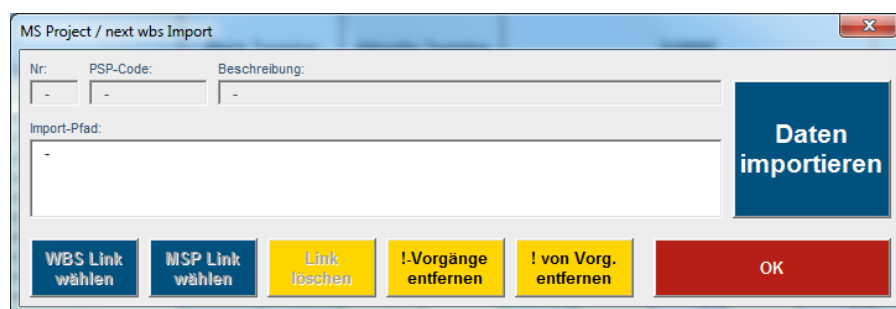 MS Project / next wbs Import
Nr: PSP-Code: Beschreibung:
- - -
Import-Pfad:
-
Daten
importieren
WBS Link
wählen
MSP Link
wählen
Link
löschen
!-Vorgänge
entfernen
! von Vorg.
entfernen
OK